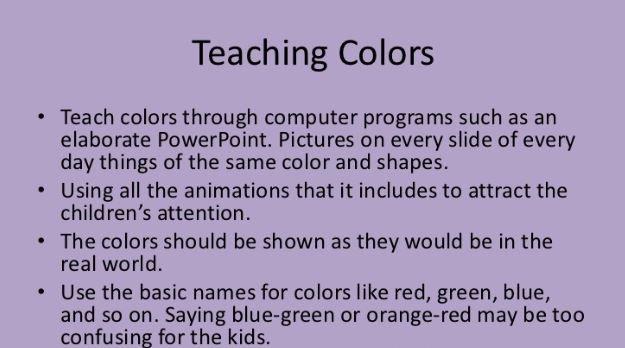 Teaching Colors
• Teach colors through computer programs such as an
elaborate PowerPoint. Pictures on every slide of every
day things of the same color and shapes.
• Using all the animations that it includes to attract the
children's attention.
• The colors should be shown as they would be in the
real world.
• Use the basic names for colors like red, green, blue,
and so on. Saying blue-green or orange-red may be too
confusing for the kids.